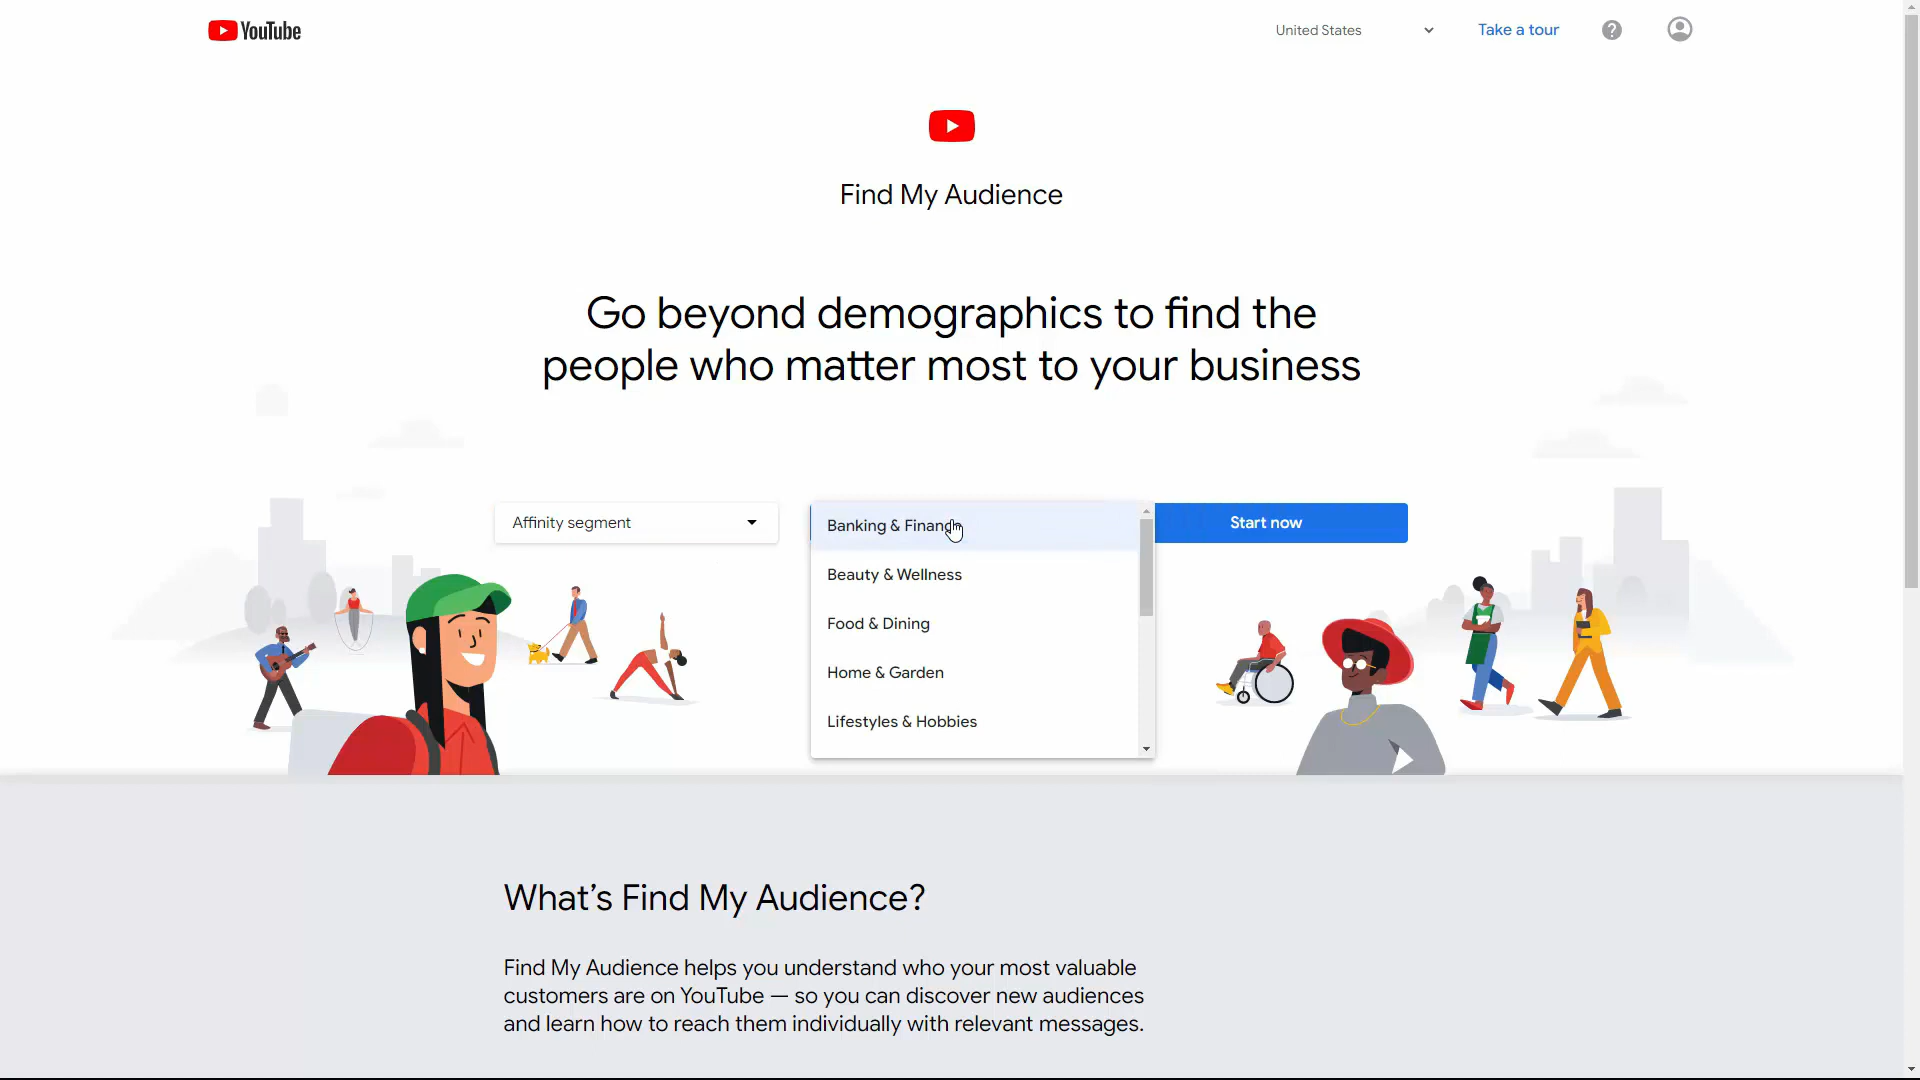 YouTube
United States
Take a tour
?
Find My Audience
Go beyond demographics to find the
people who matter most to your business
Affinity segment
Banking & Finance
Start now
Beauty & Wellness
Food & Dining
Home & Garden
Lifestyles & Hobbies
What's Find My Audience?
Find My Audience helps you understand who your most valuable
customers are on YouTube — so you can discover new audiences
and learn how to reach them individually with relevant messages.